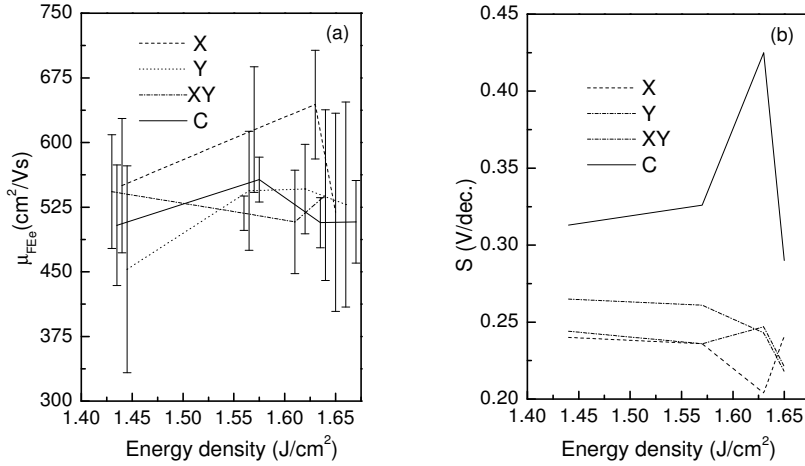 750
675
600
525
450
375
300
μFEe(cm²/Vs)
(a)
X
Y
XY
C
1.40 1.45 1.50 1.55 1.60 1.65
Energy density (J/cm²)
0.45
0.40
0.35
0.30
0.25
0.20
S (V/dec.)
(b)
X
Y
XY
C
1.40 1.45 1.50 1.55 1.60 1.65
Energy density (J/cm²)